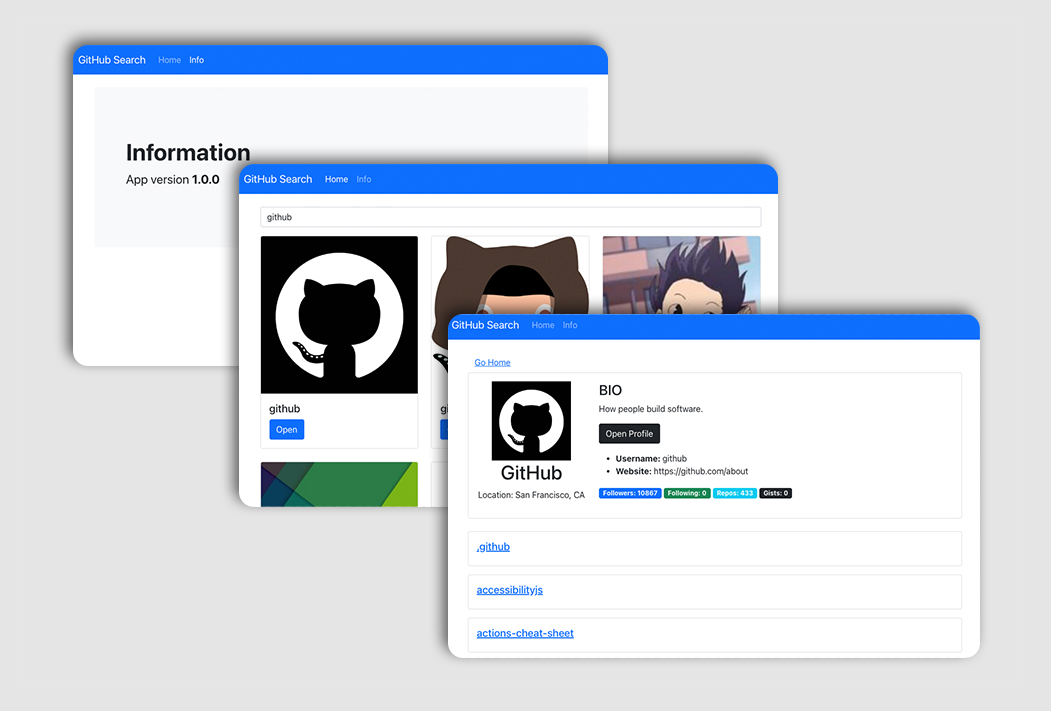 GitHub Search Home Info
Information
App version 1.0.0
GitHub Search Home Info
github
github
Open
GitHub Search Home Info
Go Home
GitHub
Location: San Francisco, CA
BIO
How people build software.
Open Profile
Username: github
Website: https://github.com/about
Followers: 10867 Following: 0 Repos: 433 Gists: 0
.github
accessibilityjs
actions-cheat-sheet